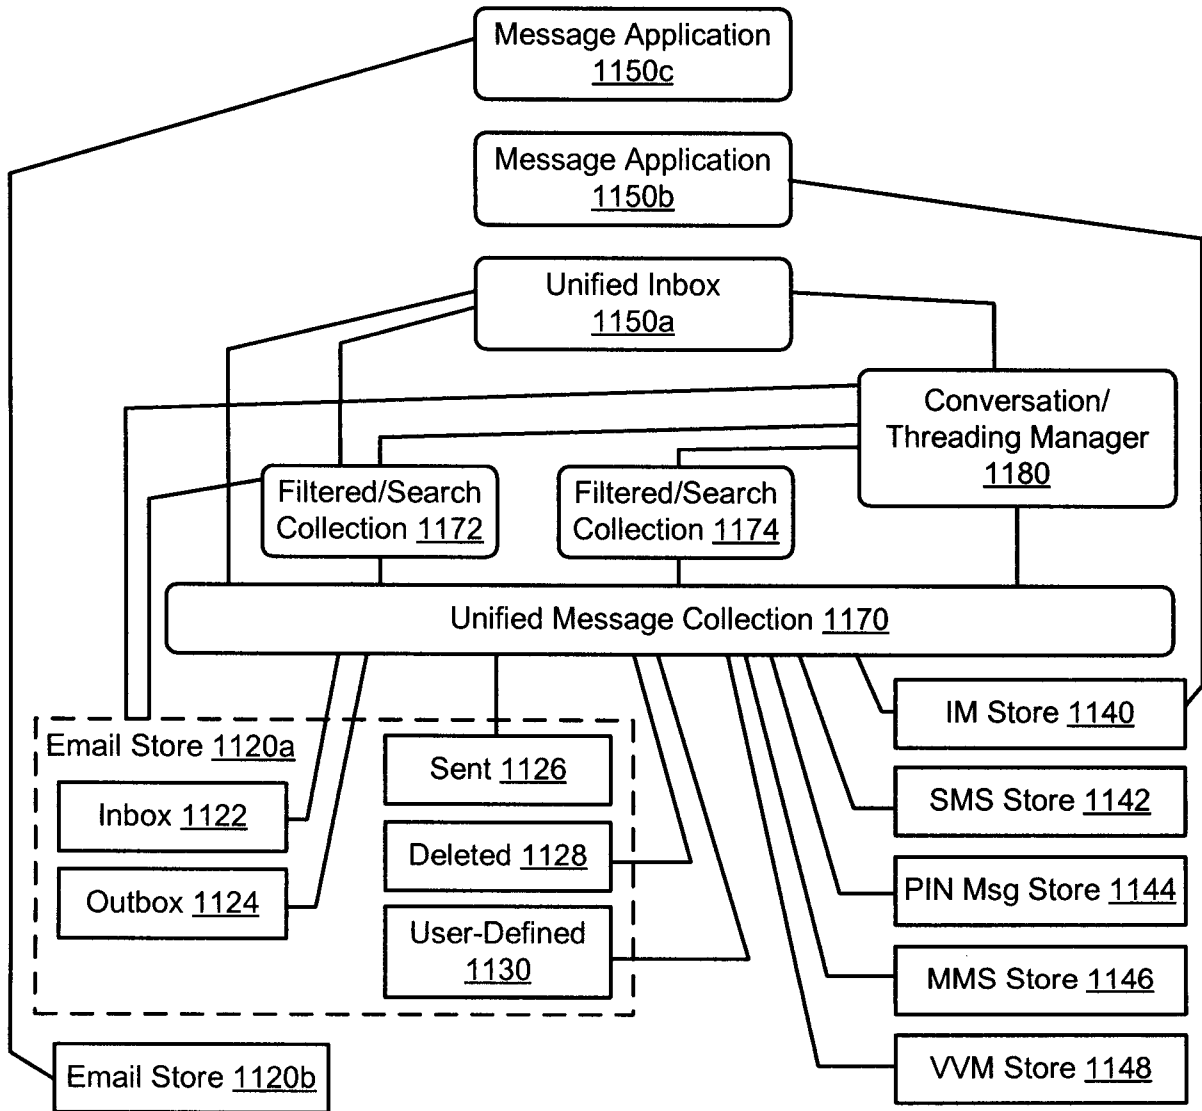 Message Application
1150c
Message Application
1150b
Unified Inbox
1150a
Conversation/
Threading Manager
1180
Filtered/Search
Collection 1172
Filtered/Search
Collection 1174
Unified Message Collection 1170
Email Store 1120a
Inbox 1122
Outbox 1124
Sent 1126
Deleted 1128
User-Defined
1130
IM Store 1140
SMS Store 1142
PIN Msg Store 1144
MMS Store 1146
VVM Store 1148
Email Store 1120b